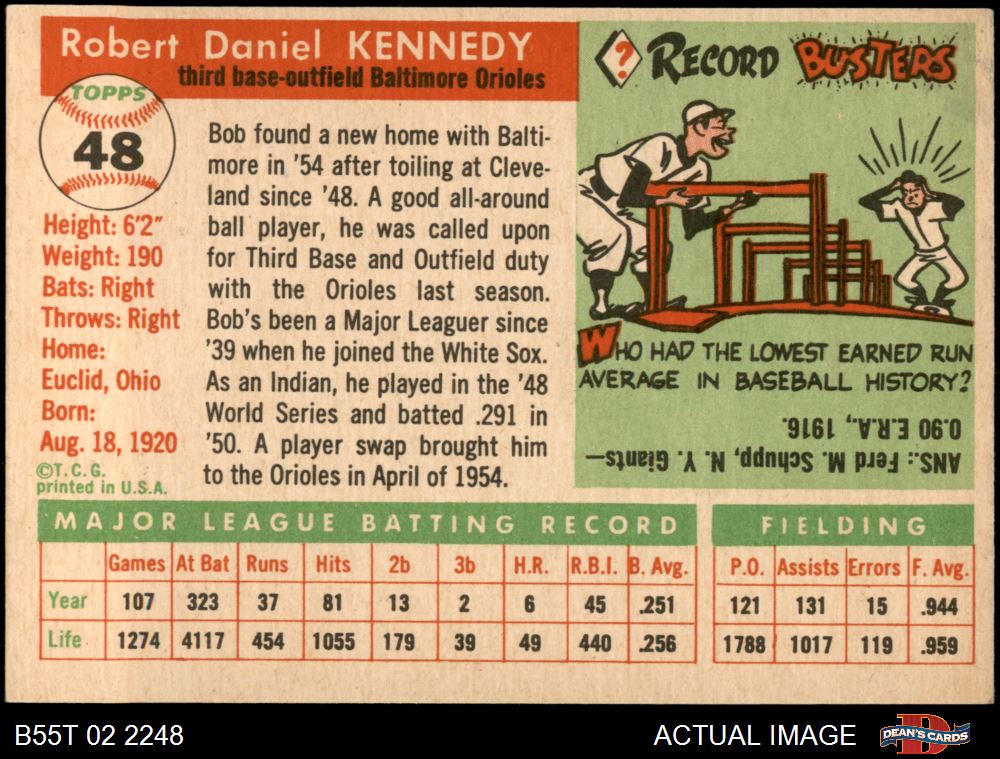 Robert Daniel KENNEDY
third base-outfield Baltimore Orioles
TOPPS
48
Height: 6'2"
Weight: 190
Bats: Right
Throws: Right
Home:
Euclid, Ohio
Born:
Aug. 18, 1920
©T. C. G.
printed in U.S.A.
Bob found a new home with Balti-
more in '54 after toiling at Cleve-
land since '48. A good all-around
ball player, he was called upon
for Third Base and Outfield duty
with the Orioles last season.
Bob's been a Major Leaguer since
'39 when he joined the White Sox.
As an Indian, he played in the '48
World Series and batted .291 in
'50. A player swap brought him
to the Orioles in April of 1954.
? RECORD BUSTERS
WHO HAD THE LOWEST EARNED RUN
AVERAGE IN BASEBALL HISTORY?
ANS.: Ferd M. Schupp, N. Y. Giants—
0.90 E.R.A., 1916.
MAJOR LEAGUE BATTING RECORD
Games At Bat Runs Hits 2b 3b H.R. R.B.I. B. Avg.
Year 107 323 37 81 13 2 6 45 .251
Life 1274 4117 454 1055 179 39 49 440 .256
FIELDING
P.O. Assists Errors F. Avg.
121 131 15 .944
1788 1017 119 .959
B55T 02 2248
ACTUAL IMAGE
D
DEAN'S CARDS